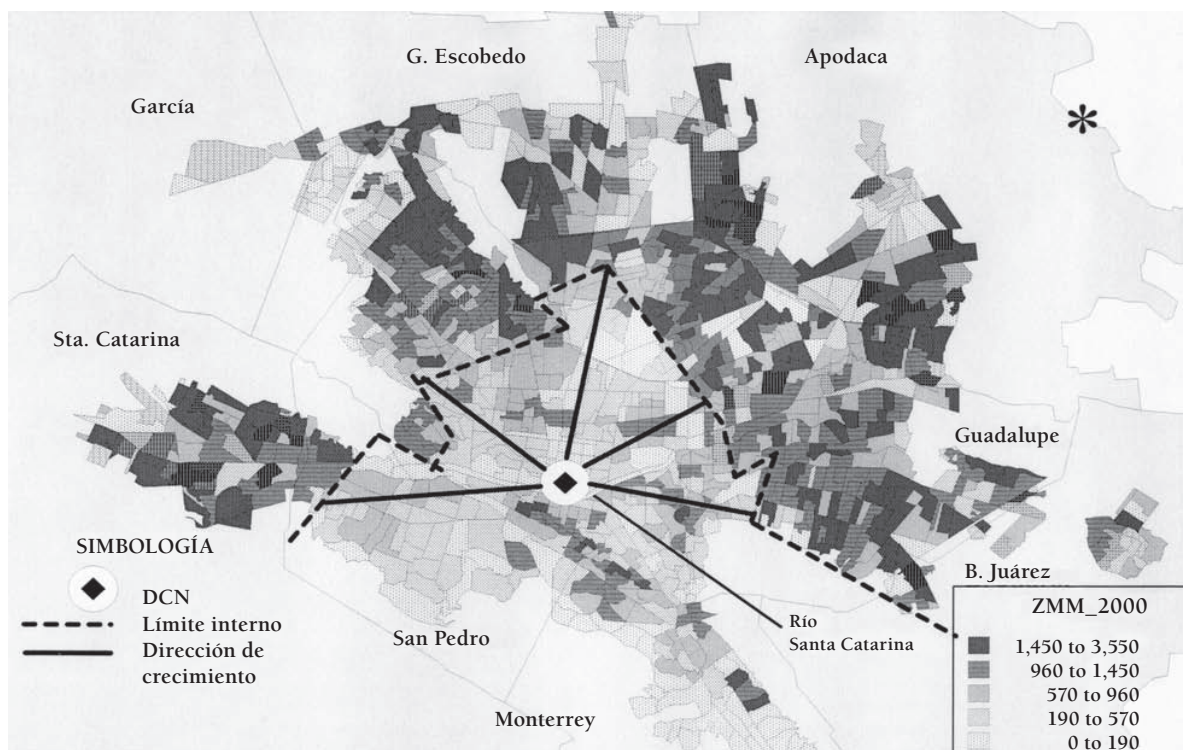 G. Escobedo
Apodaca
García
*
Sta. Catarina
Guadalupe
SIMBOLOGÍA
DCN
Límite interno
Dirección de
crecimiento
San Pedro
Monterrey
Río
Santa Catarina
B. Juárez
ZMM_2000
1,450 to 3,550
960 to 1,450
570 to 960
190 to 570
0 to 190